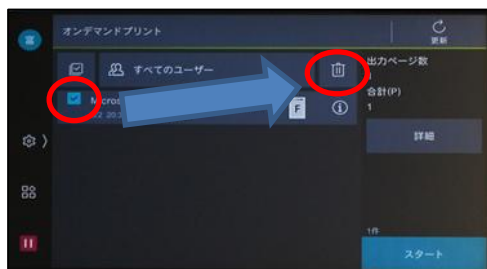 富
オンデマンドプリント
更新
すべてのユーザー
出力ページ数
1
合計(P)
1
Micros
F
詳細
1件
スタート